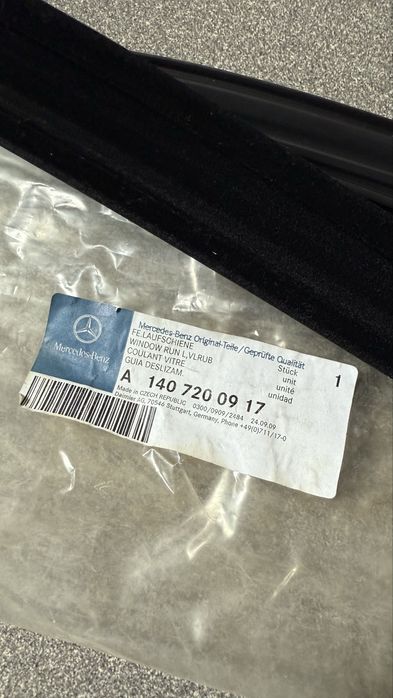 Mercedes-Benz
Mercedes-Benz Original-Teile/Geprüfte Qualität
FE.LAUFSCHIENE
WINDOW RUN L,VLRUB
COULANT VITRE
GUIA DESLIZAM.
Stück
unit
unité
unidad
1
A 140 720 09 17
Made in CZECH REPUBLIC 0300/0909/2484 24.09.09
Daimler AG, 70546 Stuttgart, Germany, Phone +49(0)711/17-0